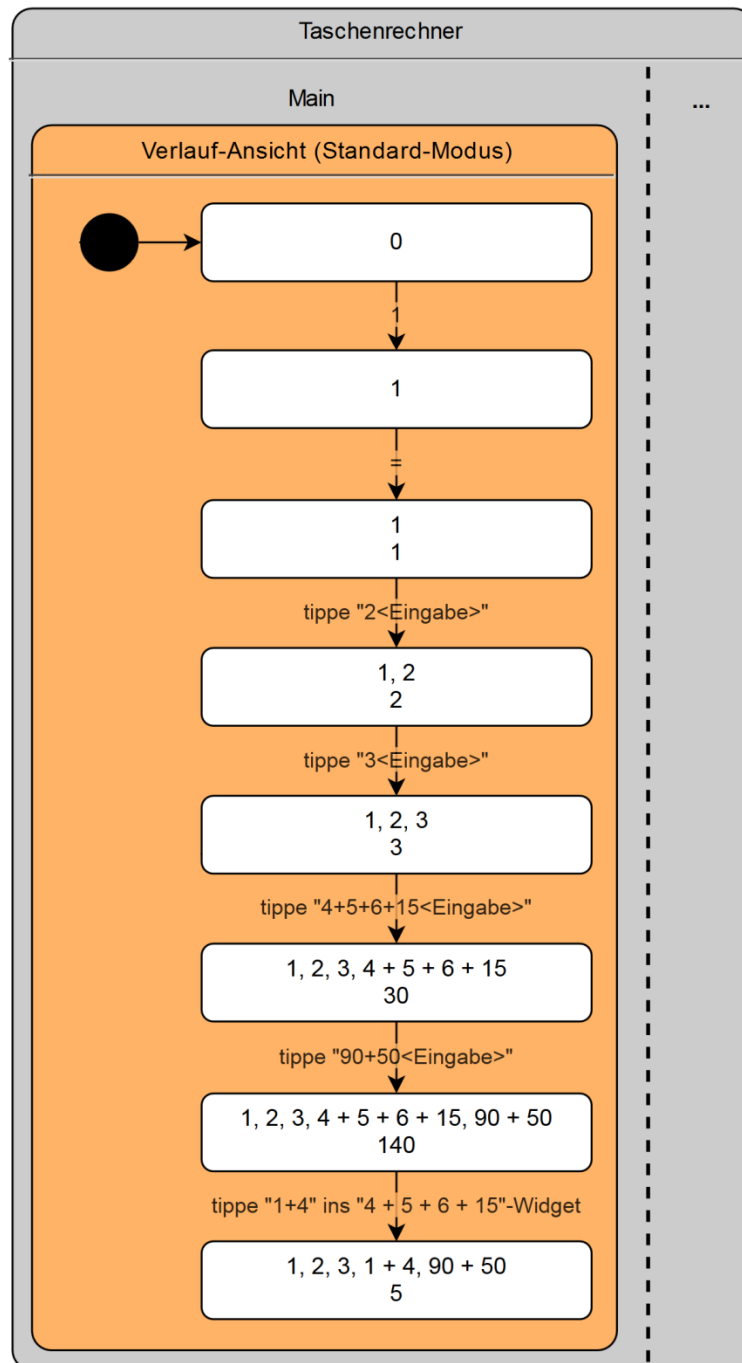 Taschenrechner
Main
...
Verlauf-Ansicht (Standard-Modus)
0
1
1
=
1
1
tippe "2<Eingabe>"
1, 2
2
tippe "3<Eingabe>"
1, 2, 3
3
tippe "4+5+6+15<Eingabe>"
1, 2, 3, 4 + 5 + 6 + 15
30
tippe "90+50<Eingabe>"
1, 2, 3, 4 + 5 + 6 + 15, 90 + 50
140
tippe "1+4" ins "4 + 5 + 6 + 15"-Widget
1, 2, 3, 1 + 4, 90 + 50
5